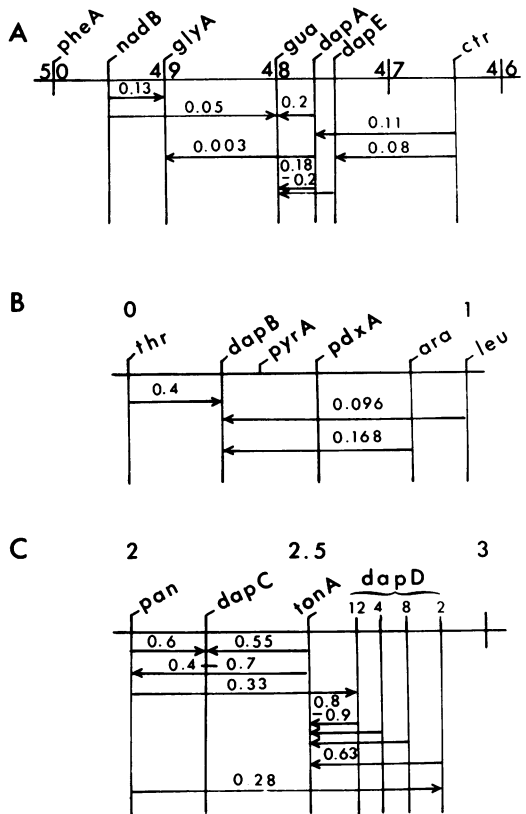 A
pheA nadB glyA gua dapA dapE ctr
50 49 48 47 46
0.13
0.05 0.2
0.11
0.003 0.08
0.18
-0.2
B
0 1
thr dapB pyrA pdxA ara leu
0.4 0.096
0.168
C
2 2.5 3
pan dapC tonA dapD
12 4 8 2
0.6 0.55
0.4 - 0.7
0.33
0.8
-0.9
0.63
0.28